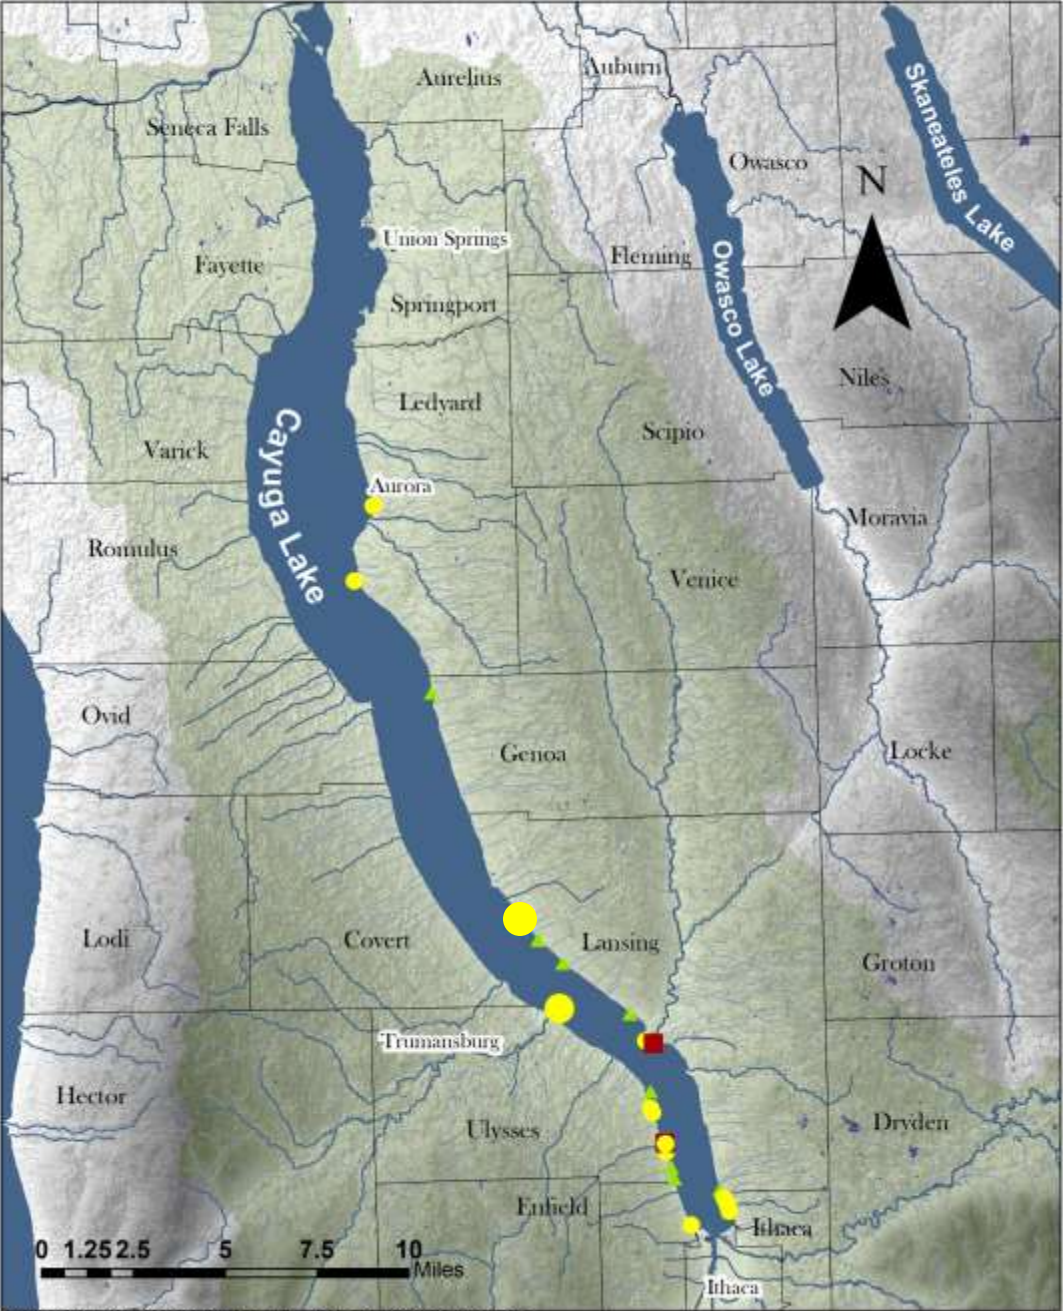 Aurelius
Auburn
Skaneateles Lake
Seneca Falls
Owasco
N
Union Springs
Fayette
Fleming
Owasco Lake
Springport
Niles
Ledyard
Scipio
Varick
Cayuga Lake
Aurora
Moravia
Romulus
Venice
Ovid
Genoa
Locke
Lodi
Covert
Lansing
Groton
Trumansburg
Hector
Ulysses
Dryden
Enfield
Ithaca
0 1.25 2.5 5 7.5 10
Miles
Ithaca